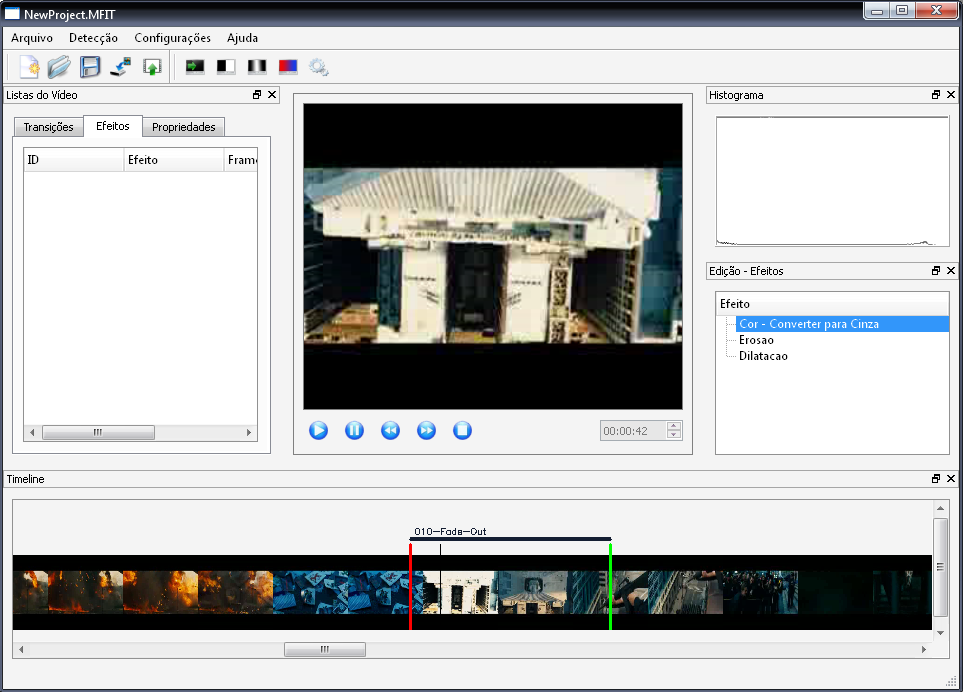 NewProject.MFIT
Arquivo Detecção Configurações Ajuda
Listas do Vídeo
Transições Efeitos Propriedades
ID Efeito Frame
00:00:42
Histograma
Edição - Efeitos
Efeito
Cor - Converter para Cinza
Erosao
Dilatacao
Timeline
010-Fade-Out